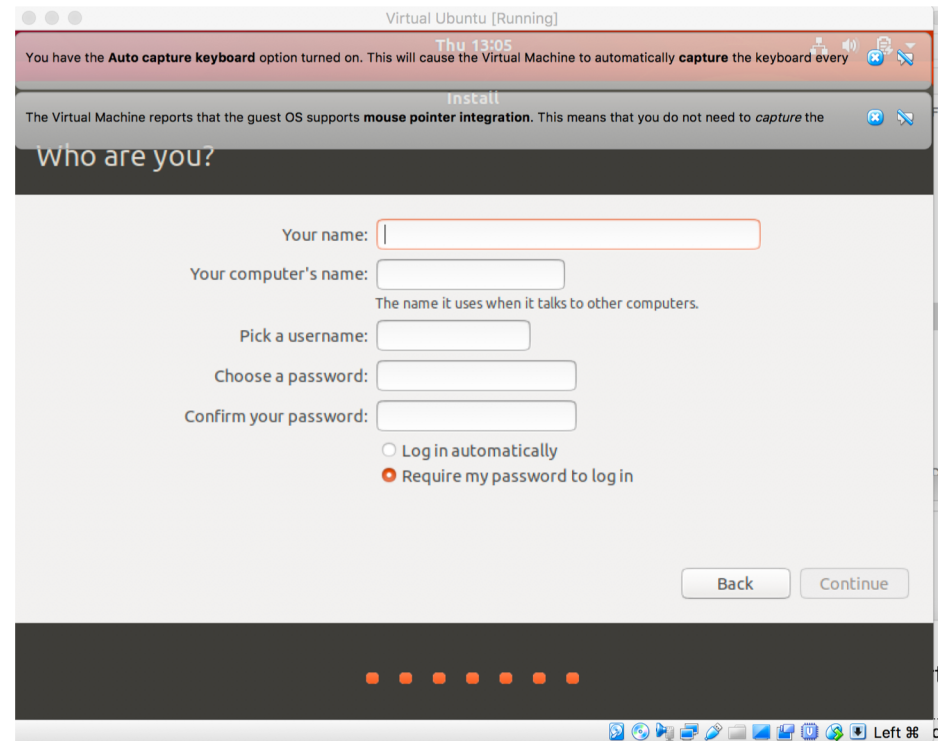 Virtual Ubuntu [Running]
Thu 13:05
You have the Auto capture keyboard option turned on. This will cause the Virtual Machine to automatically capture the keyboard every
Install
The Virtual Machine reports that the guest OS supports mouse pointer integration. This means that you do not need to capture the
Who are you?
Your name:
Your computer's name:
The name it uses when it talks to other computers.
Pick a username:
Choose a password:
Confirm your password:
Log in automatically
Require my password to log in
Back Continue
Left ⌘